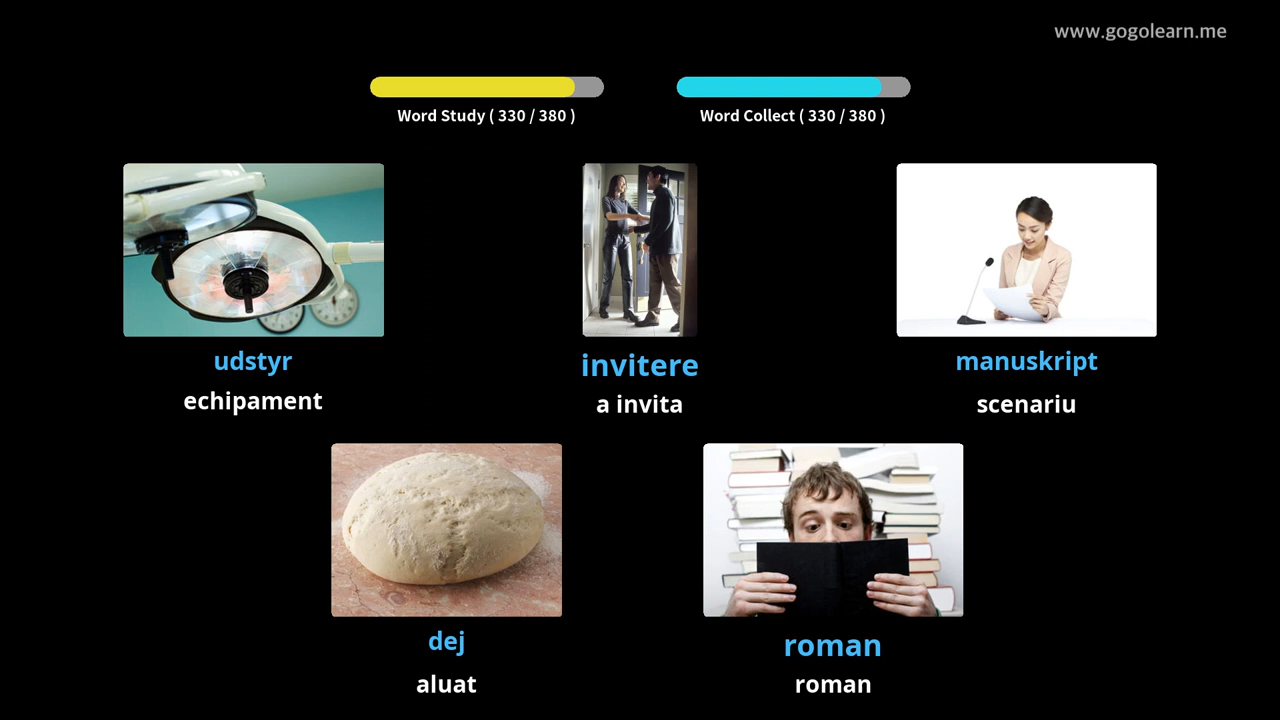 www.gogolearn.me
Word Study ( 330 / 380 )
Word Collect ( 330 / 380 )
udstyr
echipament
invitere
a invita
manuskript
scenariu
dej
aluat
roman
roman